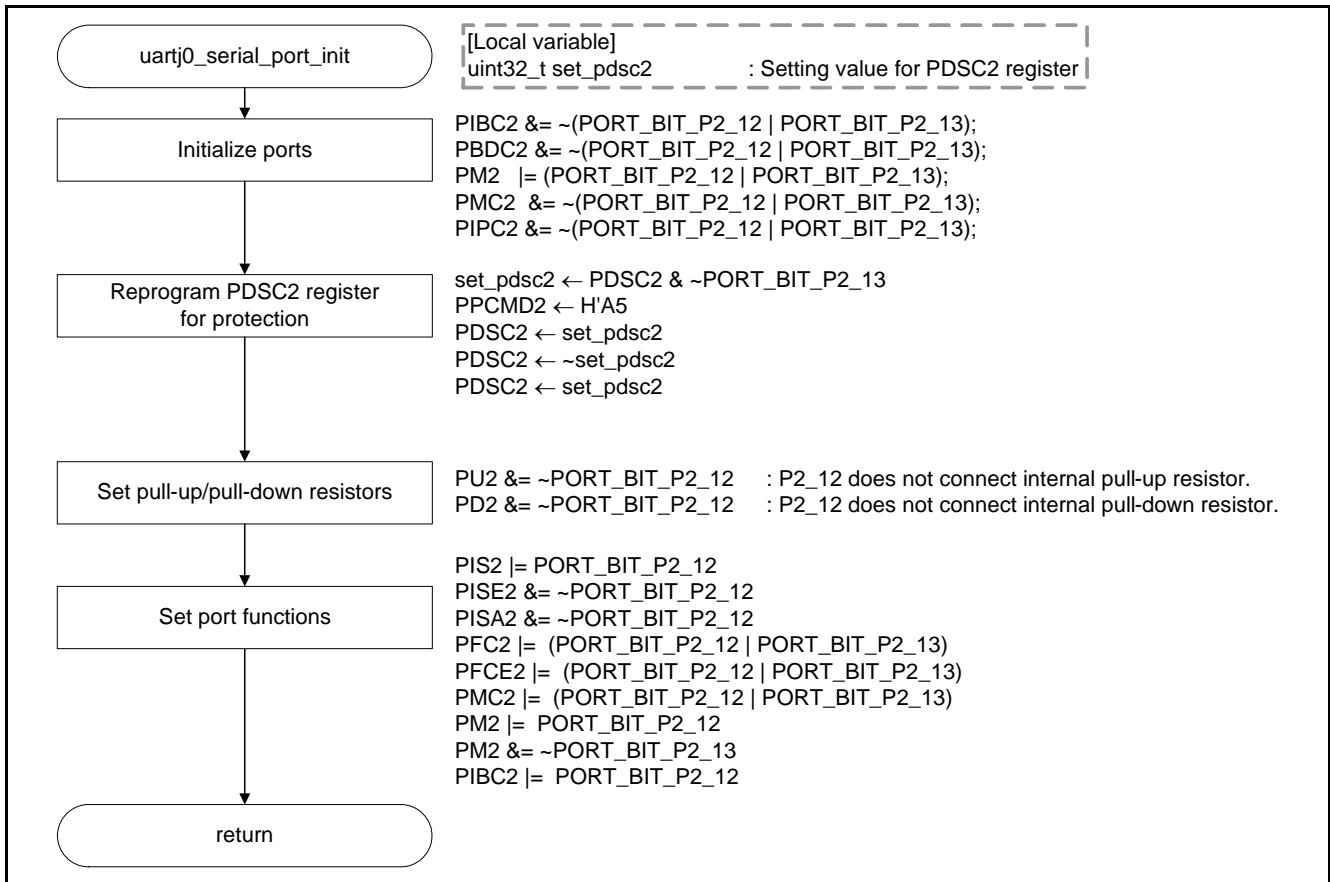 uartj0_serial_port_init
[Local variable]
uint32_t set_pdsc2 : Setting value for PDSC2 register
Initialize ports
PIBC2 &= ~(PORT_BIT_P2_12 | PORT_BIT_P2_13);
PBDC2 &= ~(PORT_BIT_P2_12 | PORT_BIT_P2_13);
PM2 |= (PORT_BIT_P2_12 | PORT_BIT_P2_13);
PMC2 &= ~(PORT_BIT_P2_12 | PORT_BIT_P2_13);
PIPC2 &= ~(PORT_BIT_P2_12 | PORT_BIT_P2_13);
Reprogram PDSC2 register
for protection
set_pdsc2 ← PDSC2 & ~PORT_BIT_P2_13
PPCMD2 ← H'A5
PDSC2 ← set_pdsc2
PDSC2 ← ~set_pdsc2
PDSC2 ← set_pdsc2
Set pull-up/pull-down resistors
PU2 &= ~PORT_BIT_P2_12 : P2_12 does not connect internal pull-up resistor.
PD2 &= ~PORT_BIT_P2_12 : P2_12 does not connect internal pull-down resistor.
Set port functions
PIS2 |= PORT_BIT_P2_12
PISE2 &= ~PORT_BIT_P2_12
PISA2 &= ~PORT_BIT_P2_12
PFC2 |= (PORT_BIT_P2_12 | PORT_BIT_P2_13)
PFCE2 |= (PORT_BIT_P2_12 | PORT_BIT_P2_13)
PMC2 |= (PORT_BIT_P2_12 | PORT_BIT_P2_13)
PM2 |= PORT_BIT_P2_12
PM2 &= ~PORT_BIT_P2_13
PIBC2 |= PORT_BIT_P2_12
return